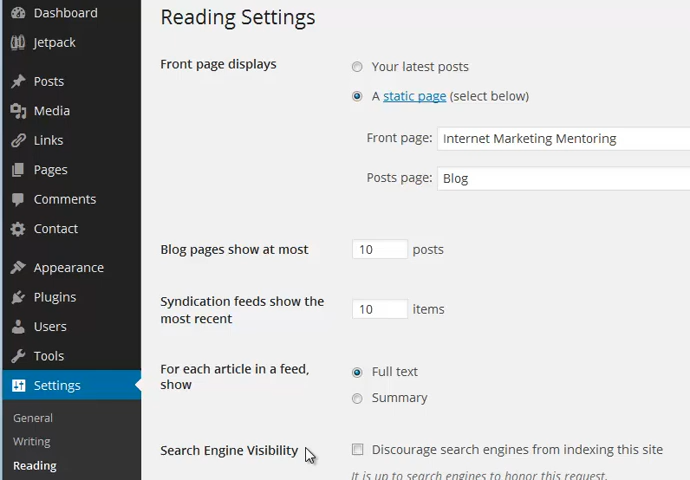 Dashboard
Jetpack
Posts
Media
Links
Pages
Comments
Contact
Appearance
Plugins
Users
Tools
Settings
General
Writing
Reading
Reading Settings
Front page displays
Your latest posts
A static page (select below)
Front page: Internet Marketing Mentoring
Posts page: Blog
Blog pages show at most 10 posts
Syndication feeds show the
most recent
10 items
For each article in a feed,
show
Full text
Summary
Search Engine Visibility
Discourage search engines from indexing this site
It is up to search engines to honor this request.